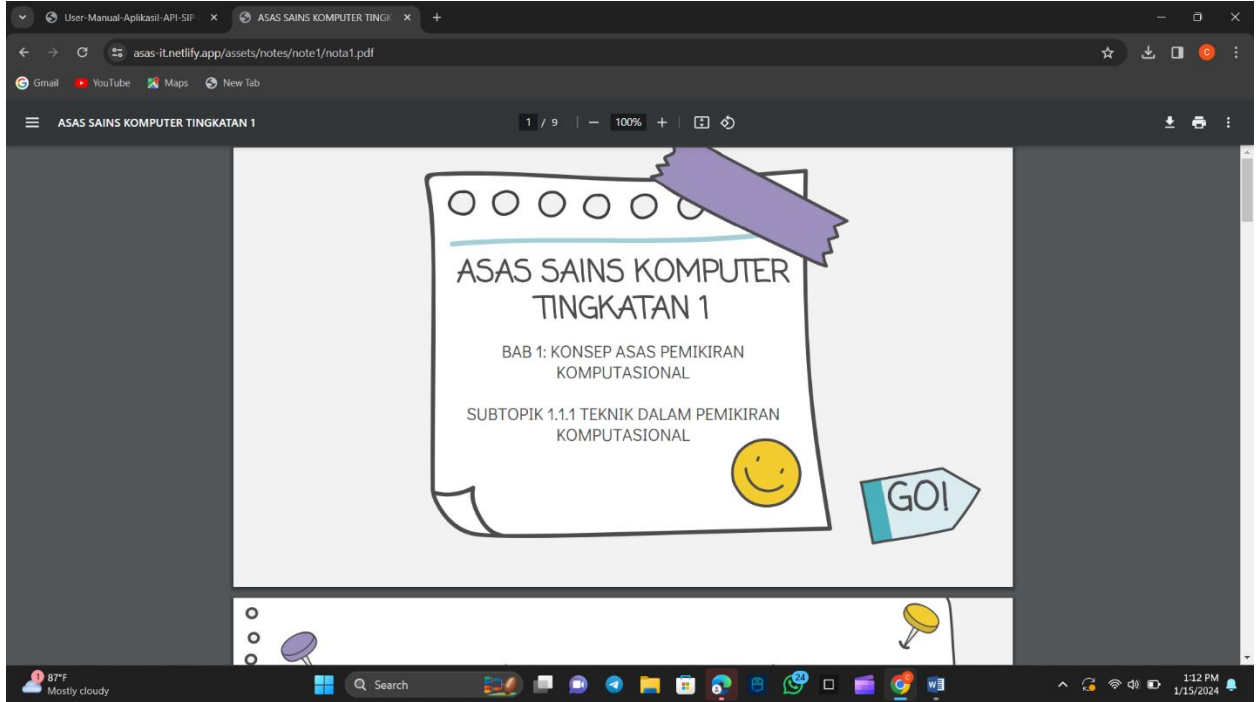 User-Manual-Aplikasil-API-SIP-
ASAS SAINS KOMPUTER TINGK
asas-it.netlify.app/assets/notes/note1/nota1.pdf
C
Gmail
YouTube
Maps
New Tab
ASAS SAINS KOMPUTER TINGKATAN 1
1 / 9
100%
ASAS SAINS KOMPUTER
TINGKATAN 1
BAB 1: KONSEP ASAS PEMIKIRAN
KOMPUTASIONAL
SUBTOPIK 1.1.1 TEKNIK DALAM PEMIKIRAN
KOMPUTASIONAL
GO!
1
87°F
Mostly cloudy
Search
24
1:12 PM
1/15/2024